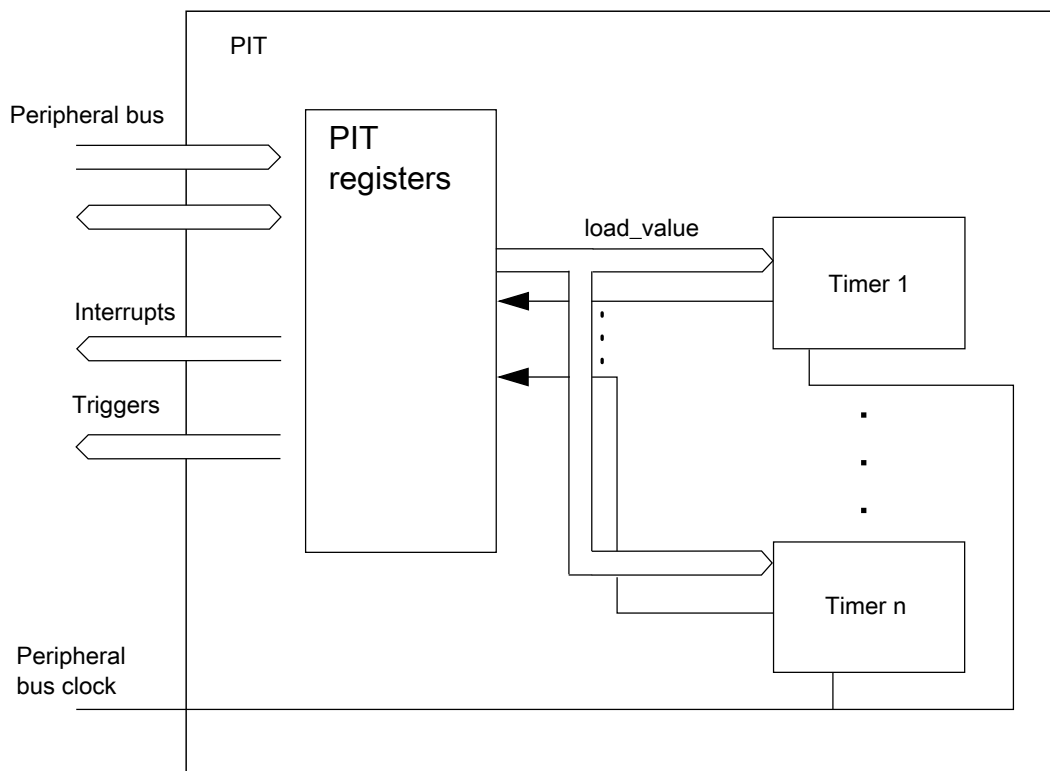 PIT
Peripheral bus
PIT
registers
load_value
Timer 1
Interrupts
Triggers
Timer n
Peripheral
bus clock